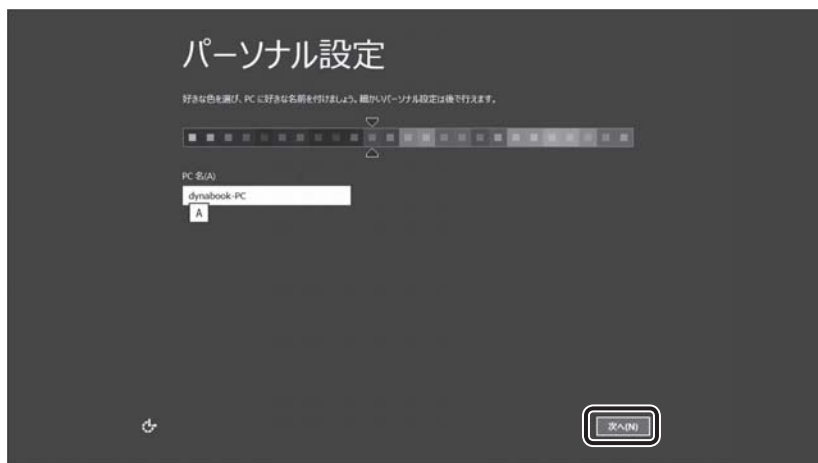 パーソナル設定
好きな色を選び、PC に好きな名前を付けましょう。細かいパーソナル設定は後で行えます。
PC 名(A)
dynabook-PC
A
次へ(N)